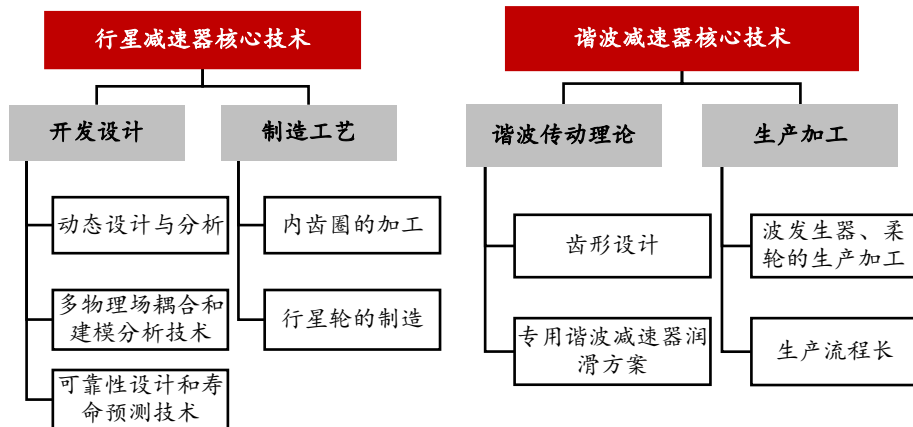 行星减速器核心技术
开发设计
制造工艺
动态设计与分析
多物理场耦合和
建模分析技术
可靠性设计和寿
命预测技术
内齿圈的加工
行星轮的制造
谐波减速器核心技术
谐波传动理论
生产加工
齿形设计
专用谐波减速器润
滑方案
波发生器、柔
轮的生产加工
生产流程长